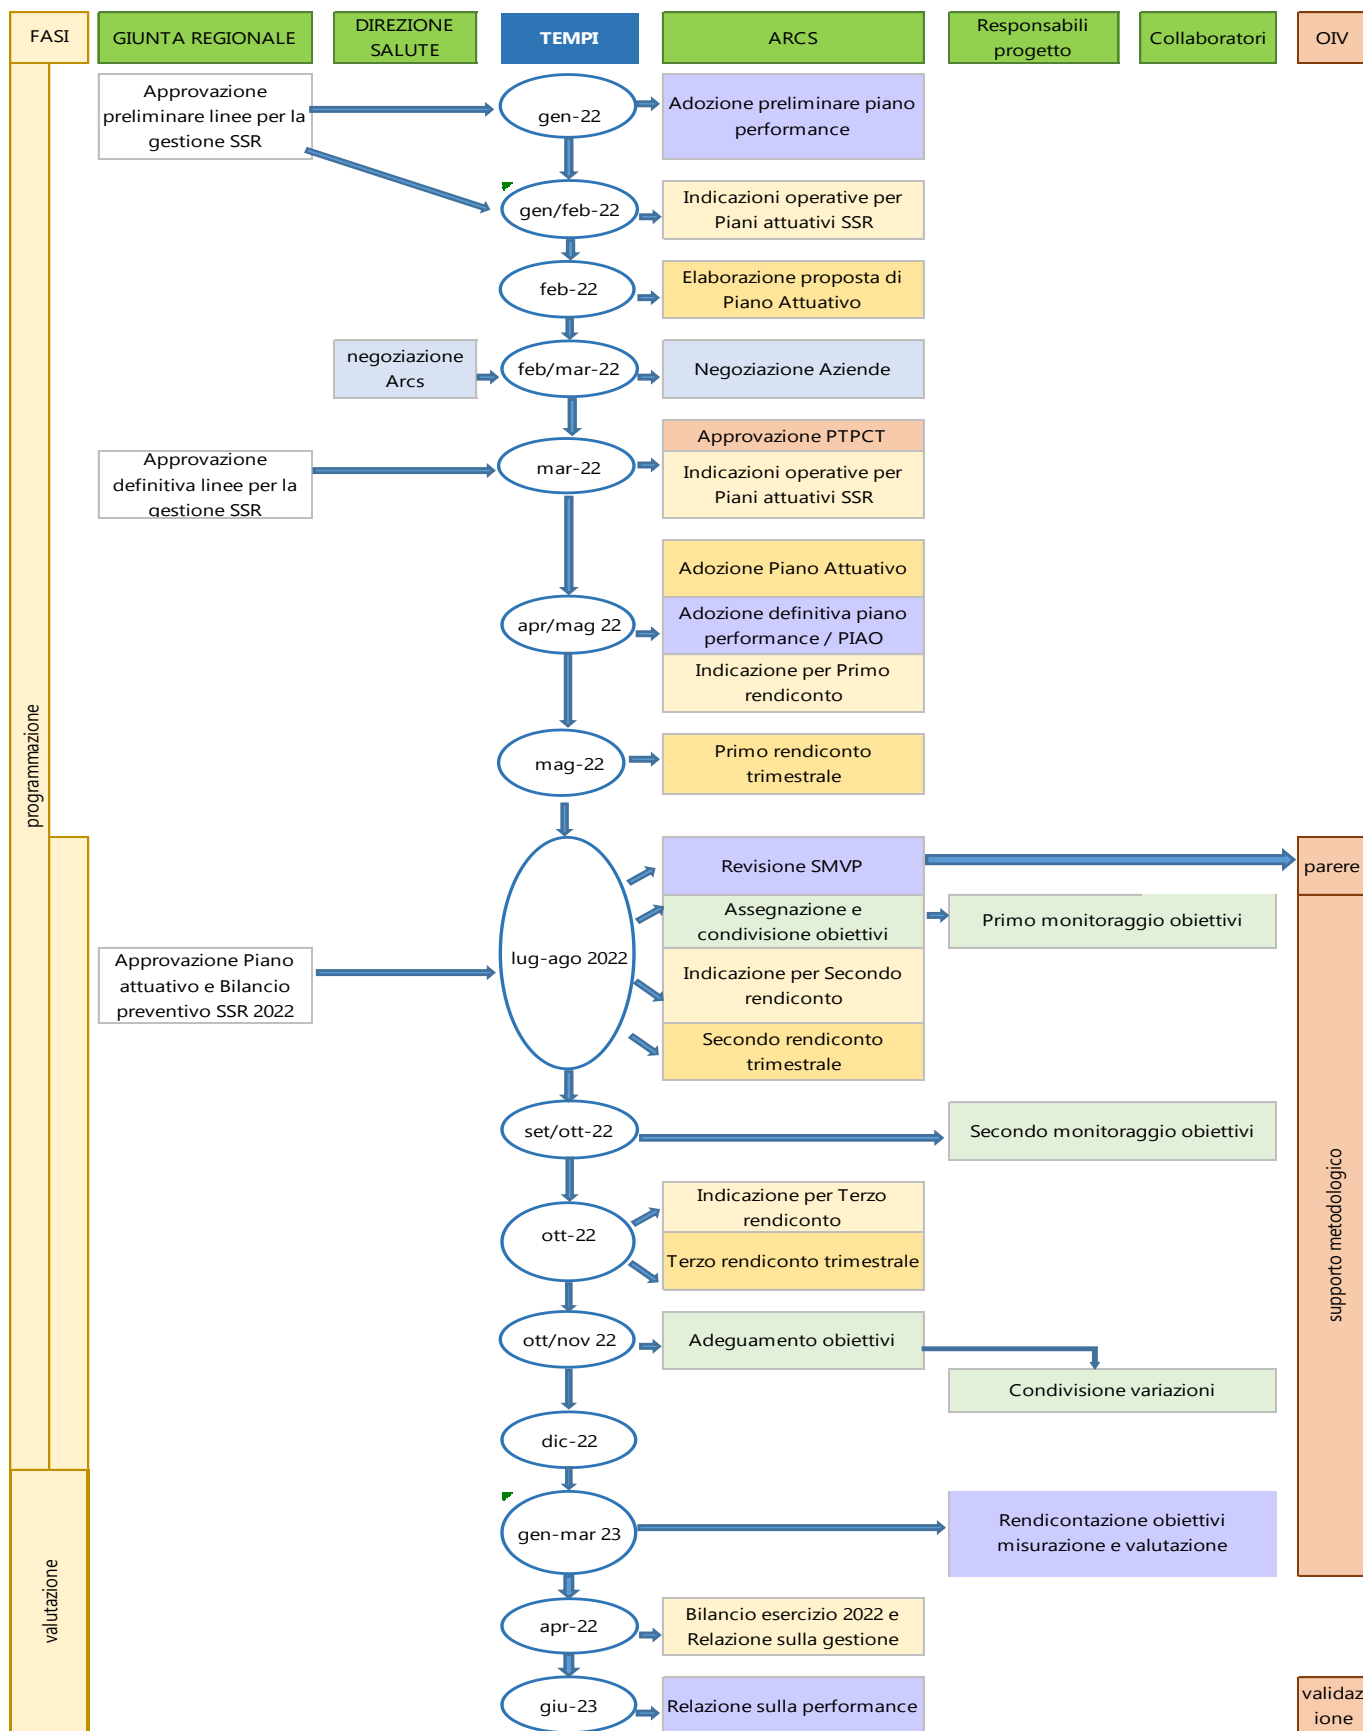 FASI
GIUNTA REGIONALE
DIREZIONE
SALUTE
TEMPI
ARCS
Responsabili
progetto
Collaboratori
OIV
Approvazione
preliminare linee per la
gestione SSR
gen-22
Adozione preliminare piano
performance
gen/feb-22
Indicazioni operative per
Piani attuativi SSR
feb-22
Elaborazione proposta di
Piano Attuativo
negoziazione
Arcs
feb/mar-22
Negoziazione Aziende
Approvazione
definitiva linee per la
gestione SSR
mar-22
Approvazione PTPCT
Indicazioni operative per
Piani attuativi SSR
Adozione Piano Attuativo
apr/mag 22
Adozione definitiva piano
performance / PIAO
Indicazione per Primo
rendiconto
programmazione
mag-22
Primo rendiconto
trimestrale
Revisione SMVP
parere
Assegnazione e
condivisione obiettivi
Primo monitoraggio obiettivi
Approvazione Piano
attuativo e Bilancio
preventivo SSR 2022
lug-ago 2022
Indicazione per Secondo
rendiconto
Secondo rendiconto
trimestrale
set/ott-22
Secondo monitoraggio obiettivi
supporto metodologico
ott-22
Indicazione per Terzo
rendiconto
Terzo rendiconto trimestrale
ott/nov 22
Adeguamento obiettivi
Condivisione variazioni
dic-22
gen-mar 23
Rendicontazione obiettivi
misurazione e valutazione
valutazione
apr-22
Bilancio esercizio 2022 e
Relazione sulla gestione
giu-23
Relazione sulla performance
validaz
ione